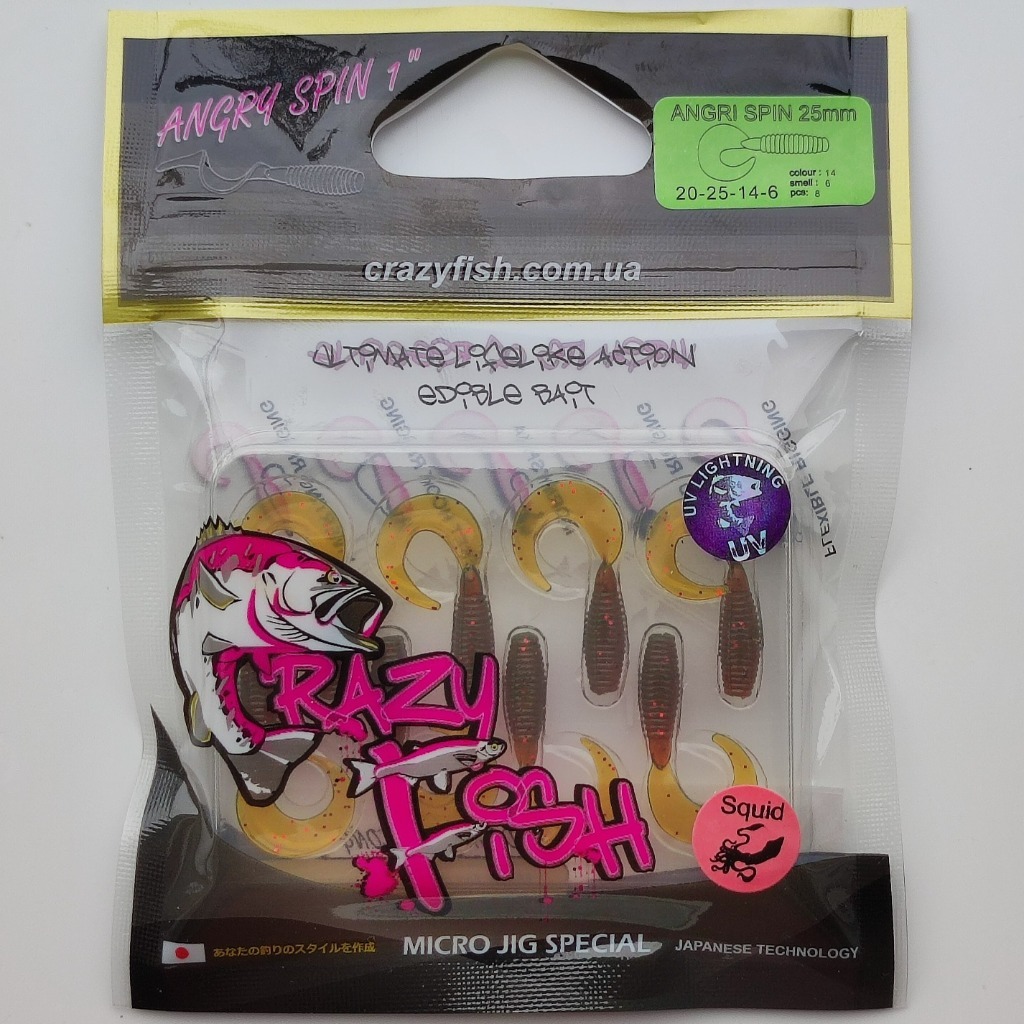 ANGRY SPIN 1"
ANGRI SPIN 25mm
colour: 14
smell: 6
pcs: 8
20-25-14-6
crazyfish.com.ua
ULTIMATE LIFELIKE ACTION
EDIBLE BAIT
UV LIGHTNING
UV
FLEXIBLE RIGGING
CRAZY
FISH
Squid
あなたの釣りのスタイルを作成
MICRO JIG SPECIAL
JAPANESE TECHNOLOGY